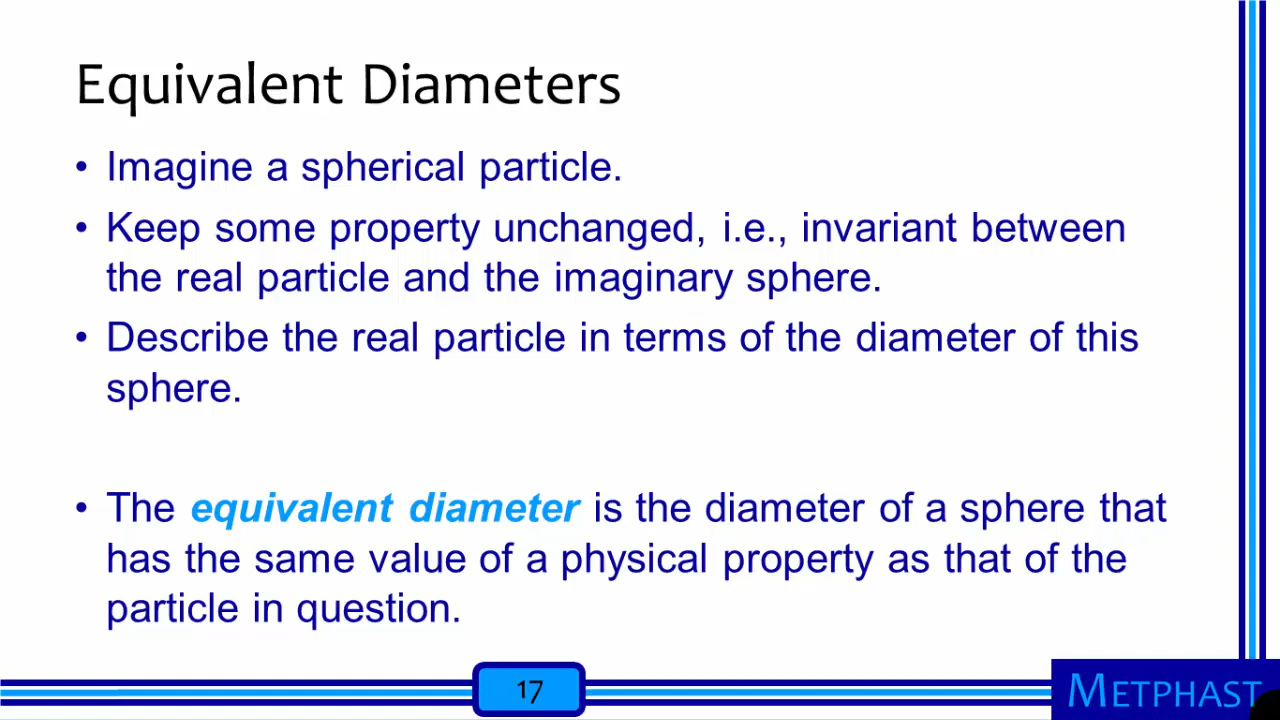 Equivalent Diameters
• Imagine a spherical particle.
• Keep some property unchanged, i.e., invariant between
the real particle and the imaginary sphere.
• Describe the real particle in terms of the diameter of this
sphere.
• The equivalent diameter is the diameter of a sphere that
has the same value of a physical property as that of the
particle in question.
17
METPHAST